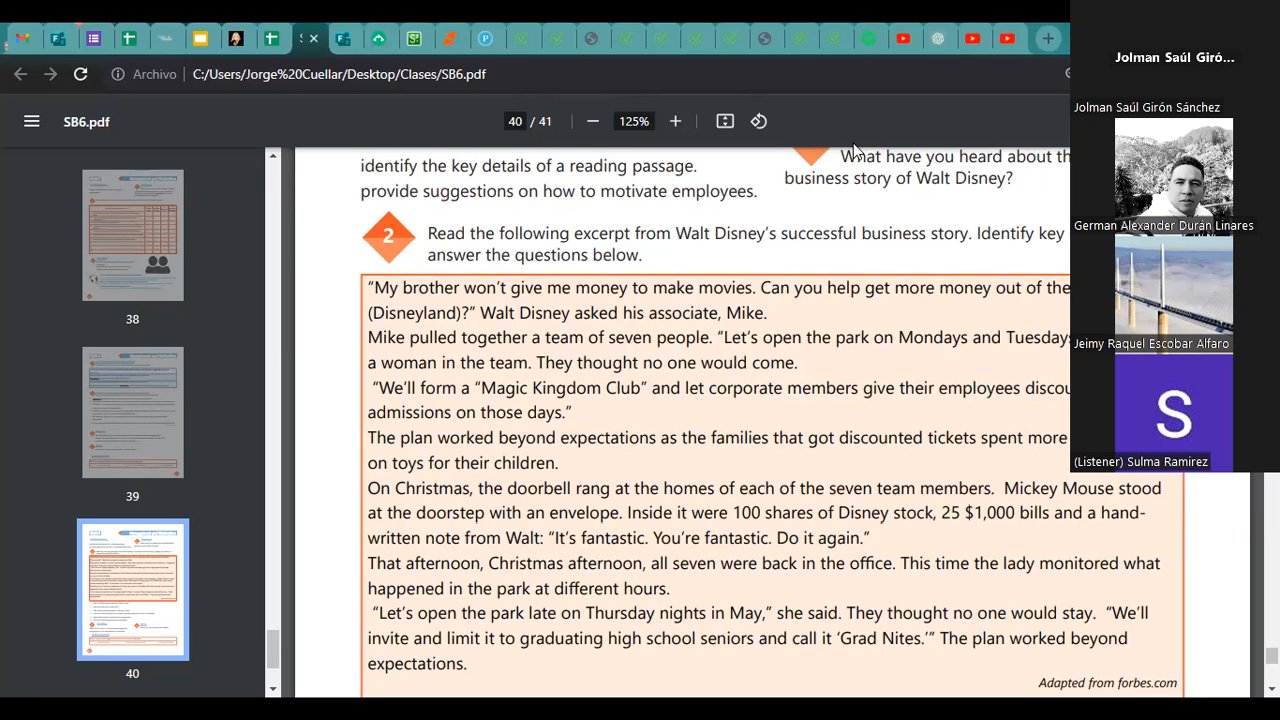 Jolman Saúl Giró...
Archivo
C:/Users/Jorge%20Cuellar/Desktop/Clases/SB6.pdf
Jolman Saúl Girón Sánchez
SB6.pdf
40 / 41
125%
identify the key details of a reading passage.
provide suggestions on how to motivate employees.
What have you heard about th
business story of Walt Disney?
2
Read the following excerpt from Walt Disney's successful business story. Identify key
answer the questions below.
German Alexander Durán Linares
"My brother won't give me money to make movies. Can you help get more money out of the
(Disneyland)?" Walt Disney asked his associate, Mike.
Mike pulled together a team of seven people. "Let's open the park on Mondays and Tuesdays
a woman in the team. They thought no one would come.
Jeimy Raquel Escobar Alfaro
"We'll form a "Magic Kingdom Club" and let corporate members give their employees discou
admissions on those days."
The plan worked beyond expectations as the families that got discounted tickets spent more
on toys for their children.
S
(Listener) Sulma Ramirez
On Christmas, the doorbell rang at the homes of each of the seven team members. Mickey Mouse stood
at the doorstep with an envelope. Inside it were 100 shares of Disney stock, 25 $1,000 bills and a hand-
written note from Walt: "It's fantastic. You're fantastic. Do it again."
That afternoon, Christmas afternoon, all seven were back in the office. This time the lady monitored what
happened in the park at different hours.
"Let's open the park late on Thursday nights in May," she said. They thought no one would stay. "We'll
invite and limit it to graduating high school seniors and call it 'Grad Nites.'" The plan worked beyond
expectations.
Adapted from forbes.com
38
39
40